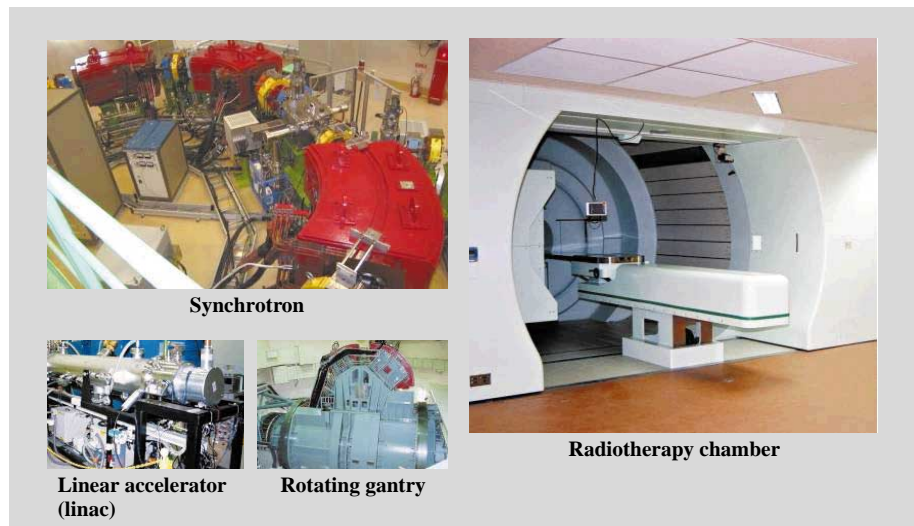 Synchrotron
Linear accelerator
(linac)
Rotating gantry
Radiotherapy chamber